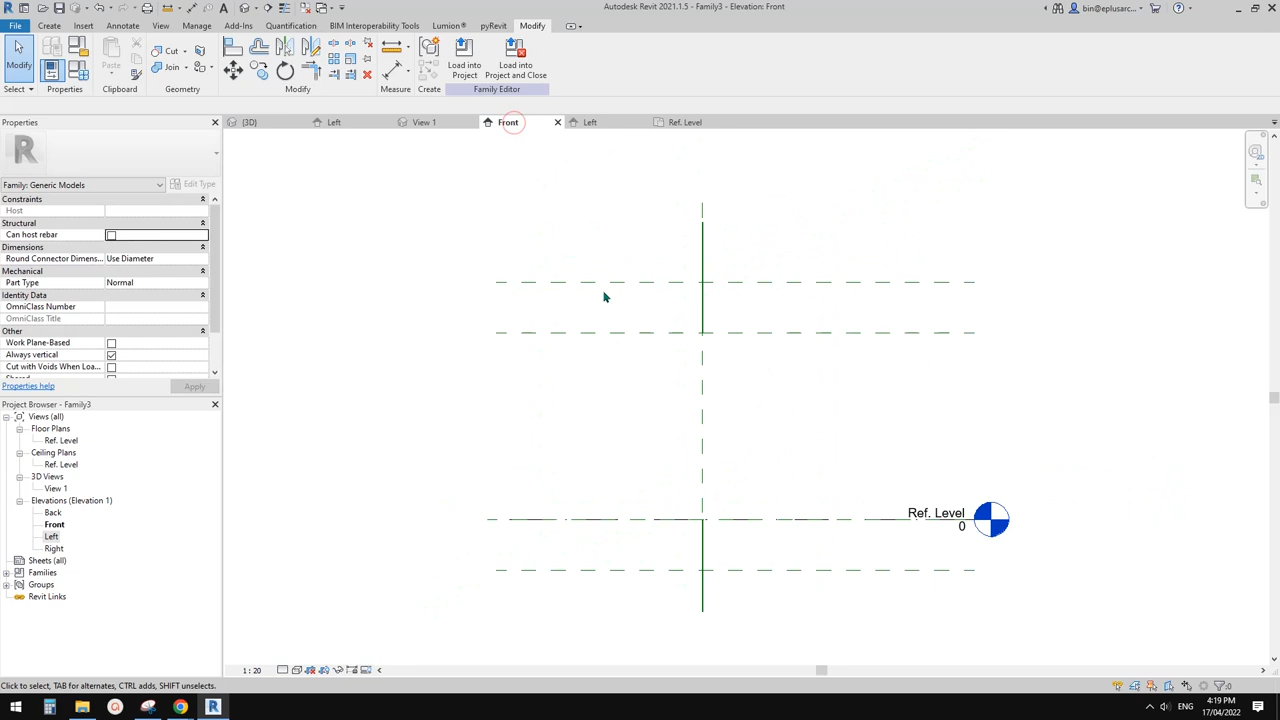 Autodesk Revit 2021.1.5 - Family3 - Elevation: Front
bin@eplusarc...
File Create Insert Annotate View Manage Add-Ins Quantification BIM Interoperability Tools Lumion® pyRevit Modify
Cut
Join
Modify
Paste
Load into
Project
Load into
Project and Close
Select Properties Clipboard Geometry Modify Measure Create Family Editor
Properties
{3D} Left View 1 Front Left Ref. Level
R
Family: Generic Models
Edit Type
Constraints
Host
Structural
Can host rebar
Dimensions
Round Connector Dimens... Use Diameter
Mechanical
Part Type Normal
Identity Data
OmniClass Number
OmniClass Title
Other
Work Plane-Based
Always vertical
Cut with Voids When Loa...
Properties help
Apply
Project Browser - Family3
Views (all)
Floor Plans
Ref. Level
Ceiling Plans
Ref. Level
3D Views
View 1
Elevations (Elevation 1)
Back
Front
Left
Right
Sheets (all)
Families
Groups
Revit Links
Ref. Level
0
1 : 20
Click to select, TAB for alternates, CTRL adds, SHIFT unselects.
:0
ENG
4:19 PM
17/04/2022